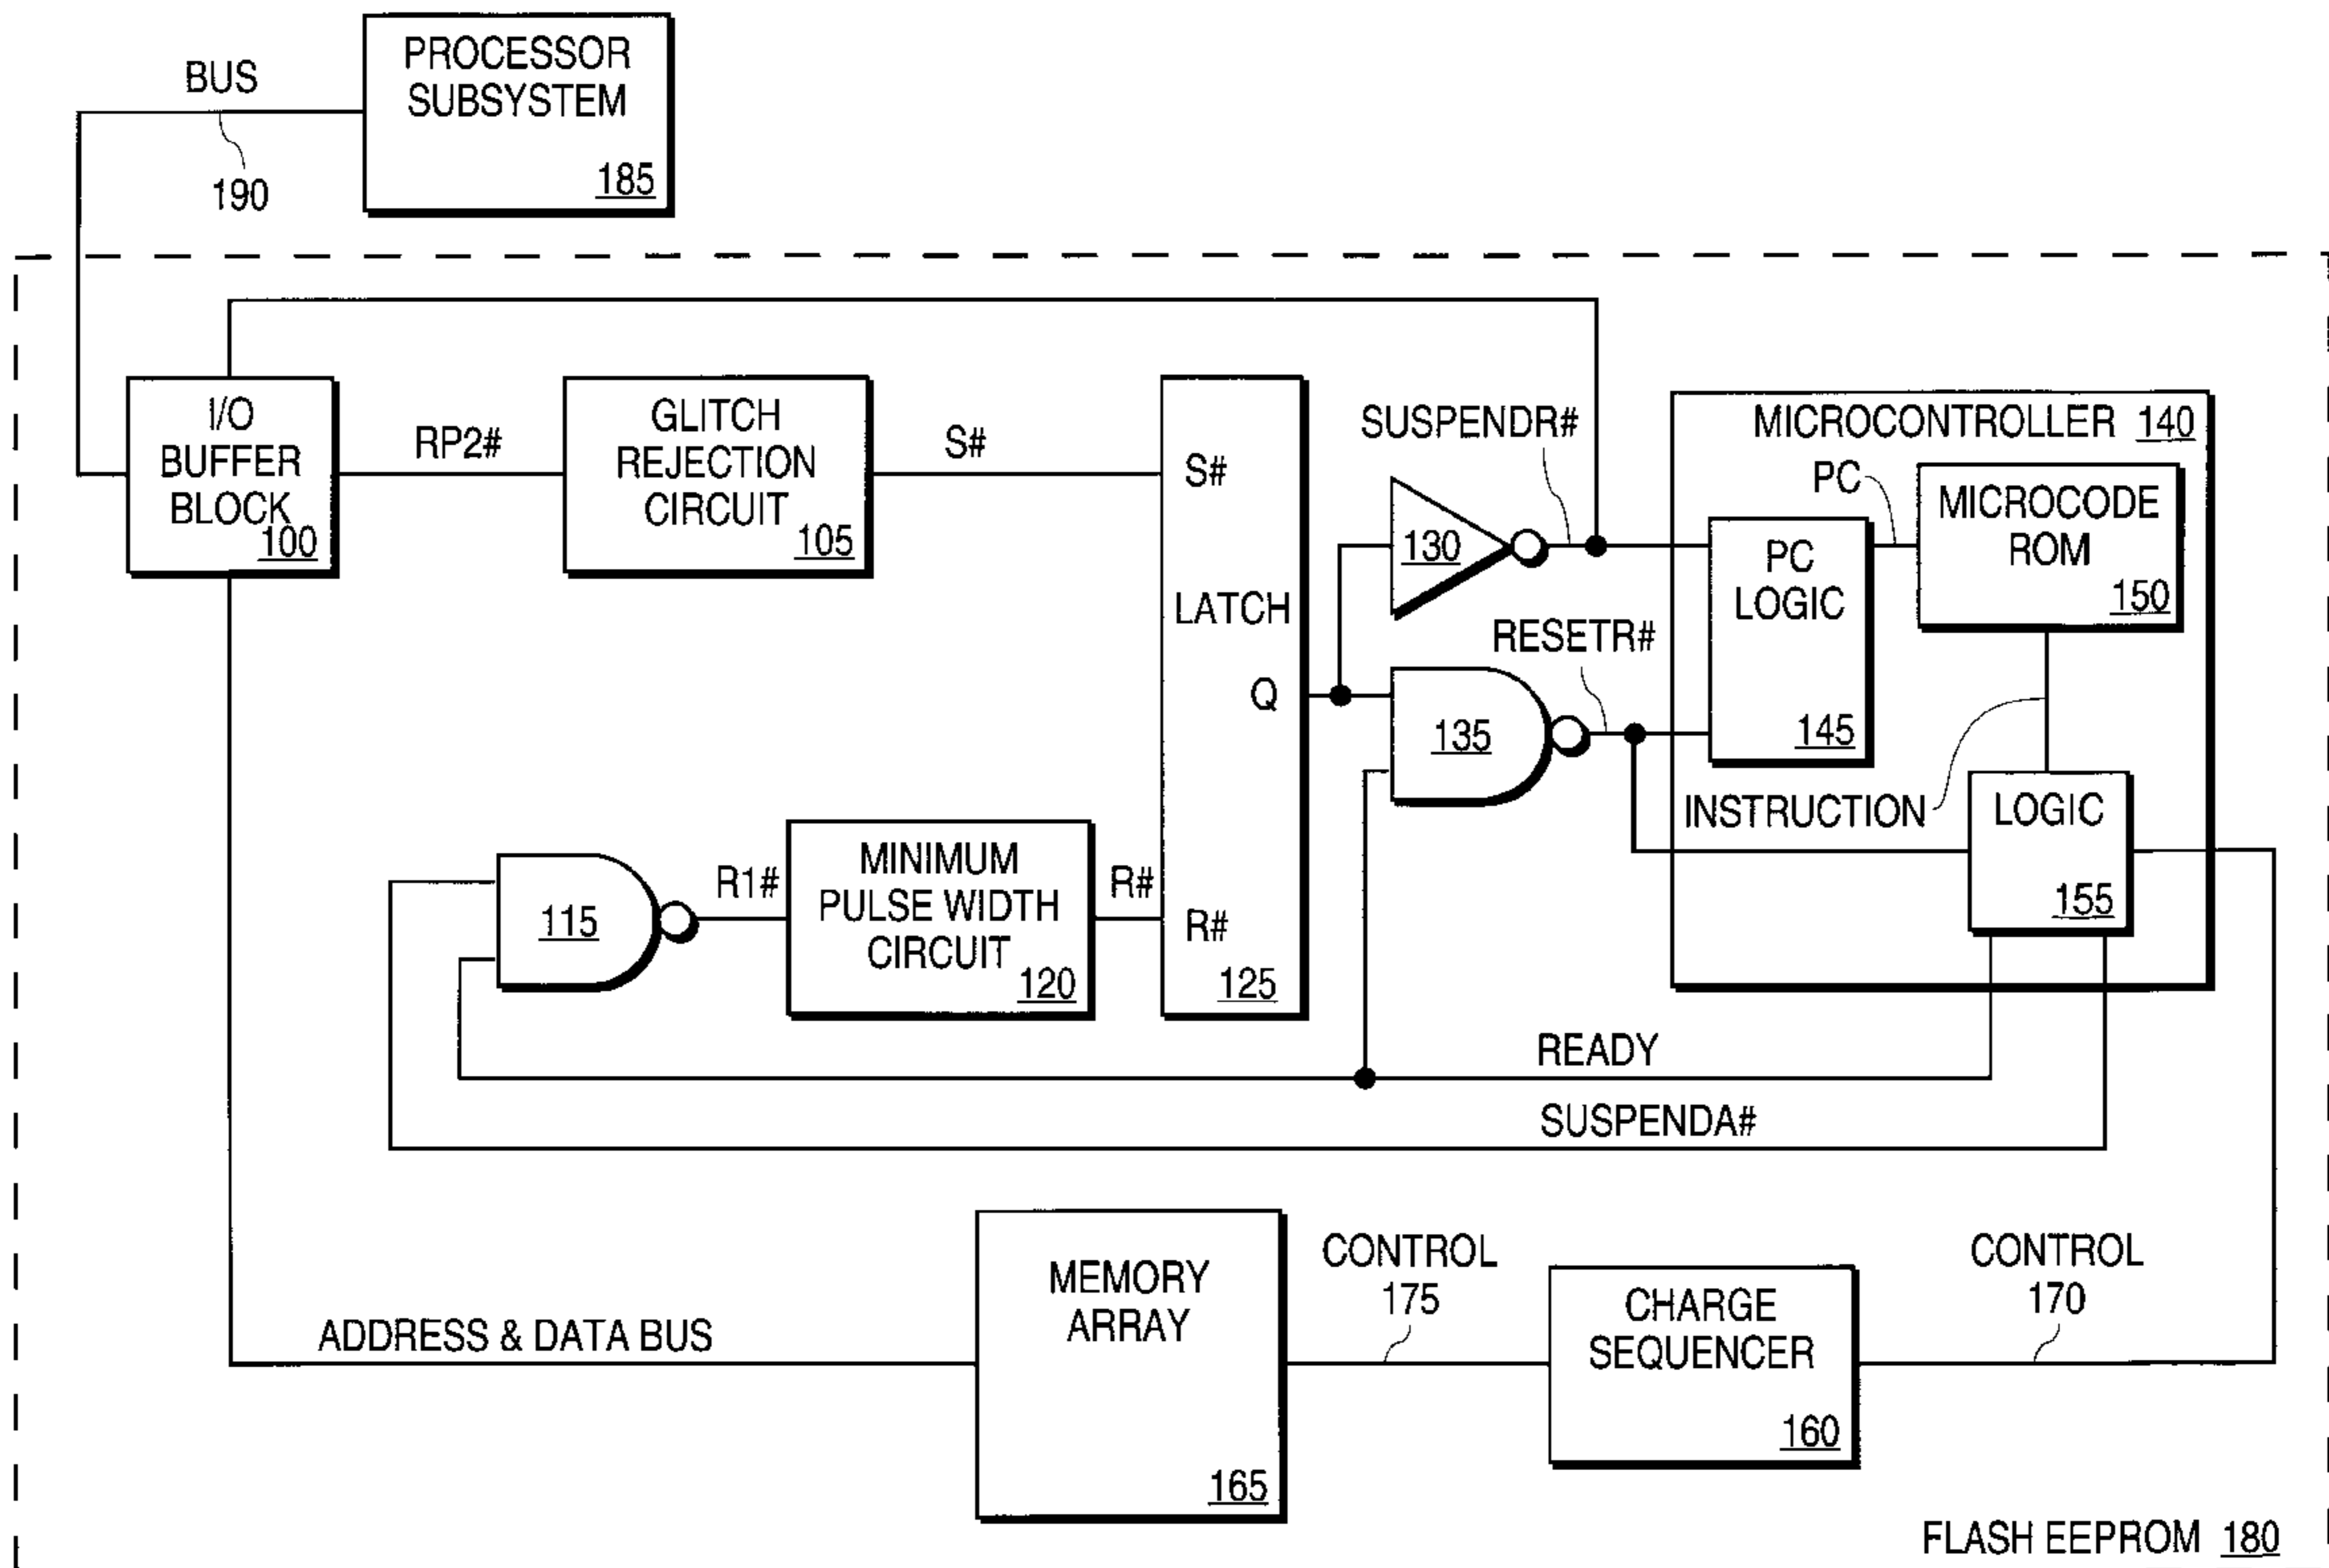 PROCESSOR
SUBSYSTEM
185
BUS
190
I/O
BUFFER
BLOCK
100
RP2#
GLITCH
REJECTION
CIRCUIT
105
S#
S#
LATCH
Q
R#
125
SUSPENDR#
130
RESETR#
135
MICROCONTROLLER 140
PC
MICROCODE
ROM
150
PC
LOGIC
145
INSTRUCTION
LOGIC
155
115
R1#
MINIMUM
PULSE WIDTH
CIRCUIT
120
R#
READY
SUSPENDA#
ADDRESS & DATA BUS
MEMORY
ARRAY
165
CONTROL
175
CHARGE
SEQUENCER
160
CONTROL
170
FLASH EEPROM 180